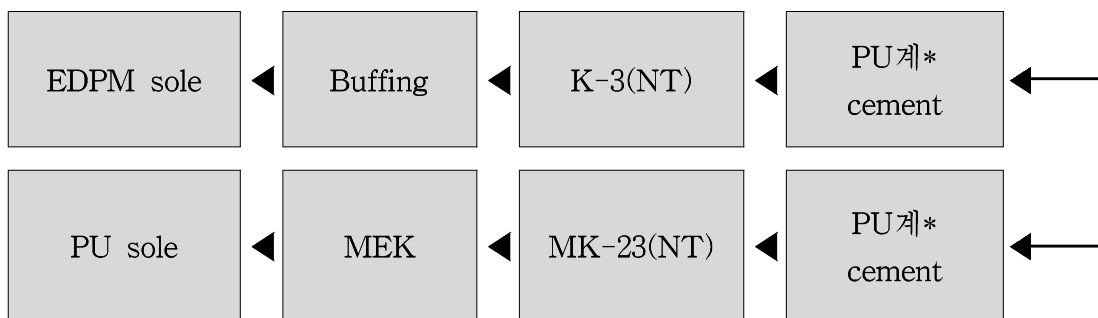 EDPM sole
Buffing
K-3(NT)
PU계*
cement
PU sole
MEK
MK-23(NT)
PU계*
cement